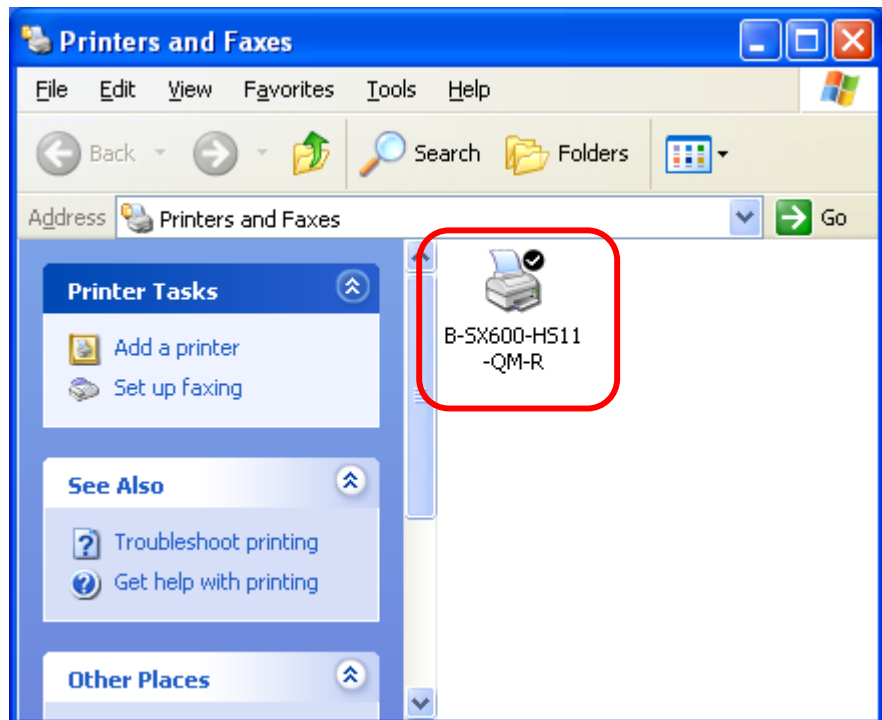 Printers and Faxes
File Edit View Favorites Tools Help
Back Search Folders
Address Printers and Faxes Go
Printer Tasks
Add a printer
Set up faxing
See Also
Troubleshoot printing
Get help with printing
Other Places
B-SX600-HS11
-QM-R